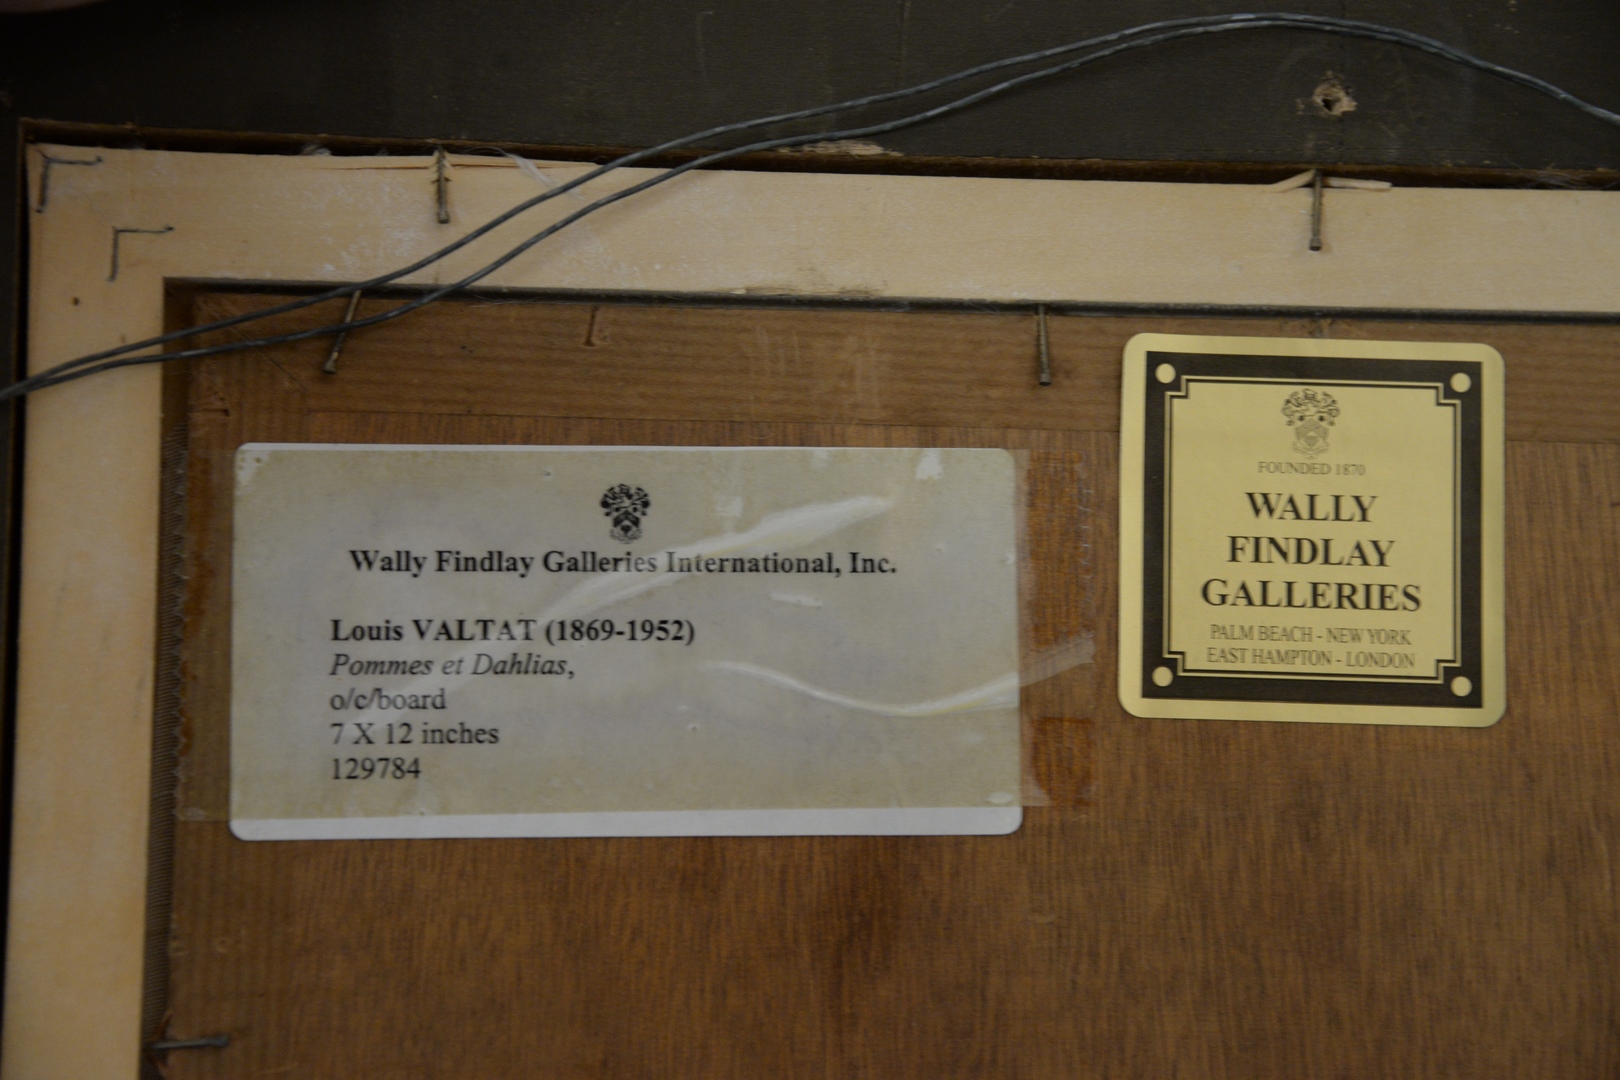 Wally Findlay Galleries International, Inc.
Louis VALTAT (1869-1952)
Pommes et Dahlias,
o/c/board
7 X 12 inches
129784
FOUNDED 1870
WALLY
FINDLAY
GALLERIES
PALM BEACH - NEW YORK
EAST HAMPTON - LONDON